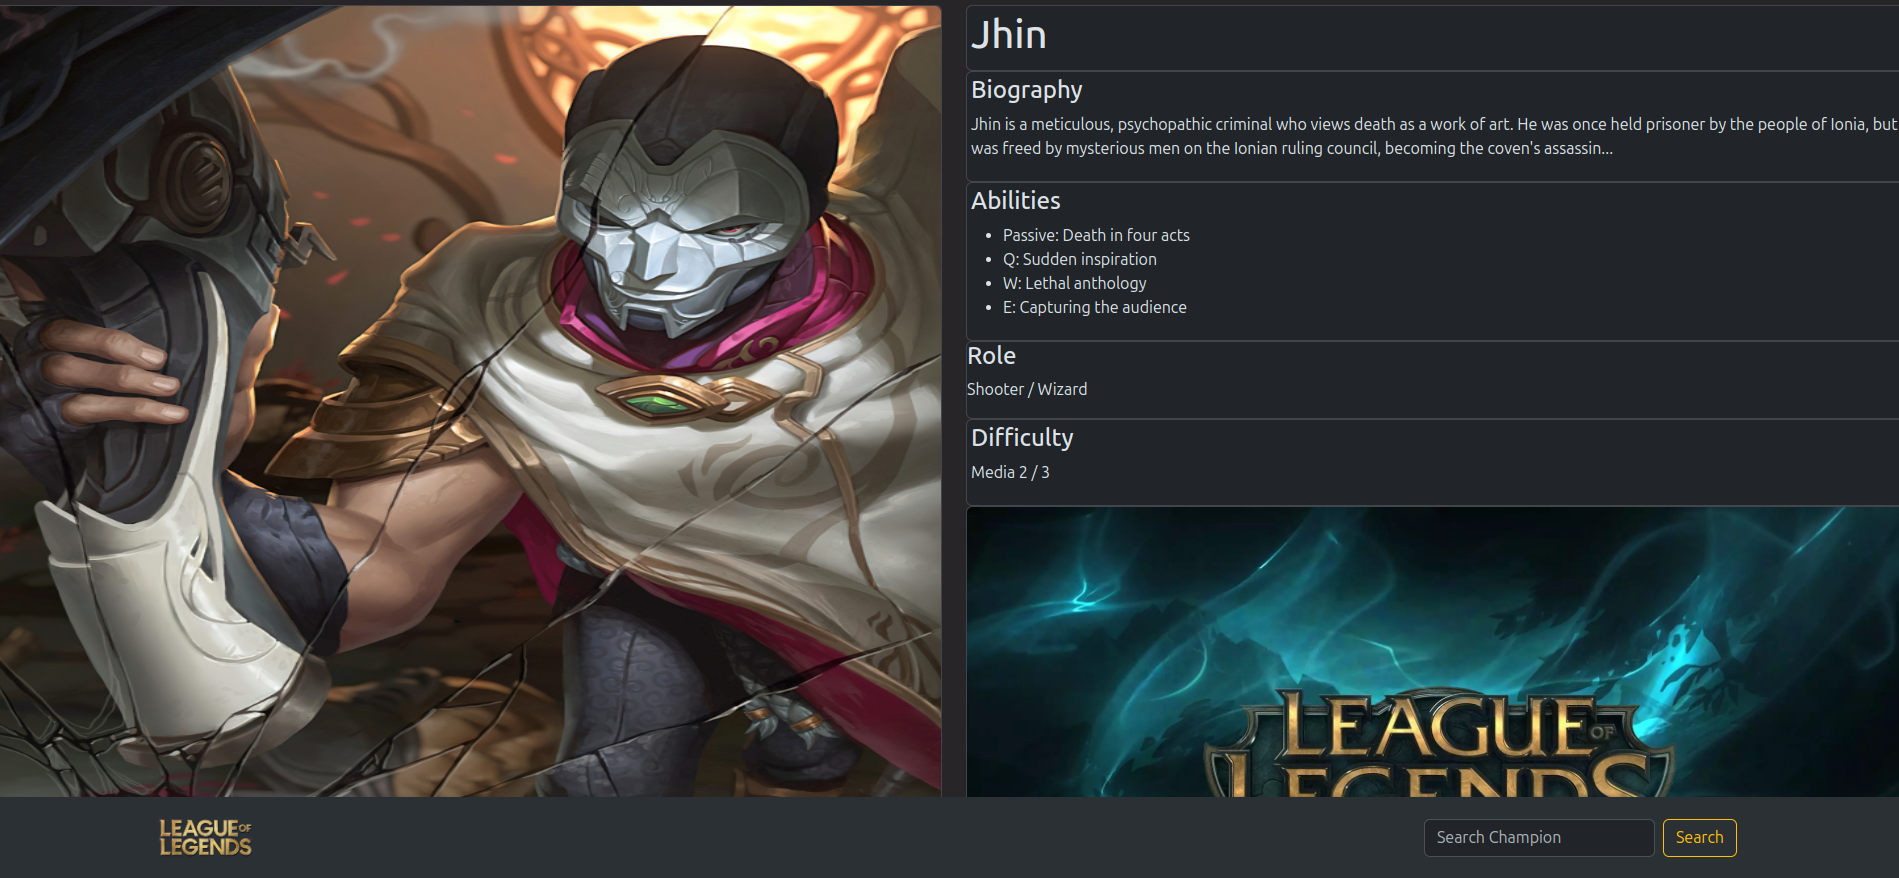 Jhin
Biography
Jhin is a meticulous, psychopathic criminal who views death as a work of art. He was once held prisoner by the people of Ionia, but
was freed by mysterious men on the Ionian ruling council, becoming the coven's assassin...
Abilities
• Passive: Death in four acts
• Q: Sudden inspiration
• W: Lethal anthology
• E: Capturing the audience
Role
Shooter / Wizard
Difficulty
Media 2 / 3
LEAGUE OF
LEGENDS
LEAGUE OF
LEGENDS
Search Champion
Search